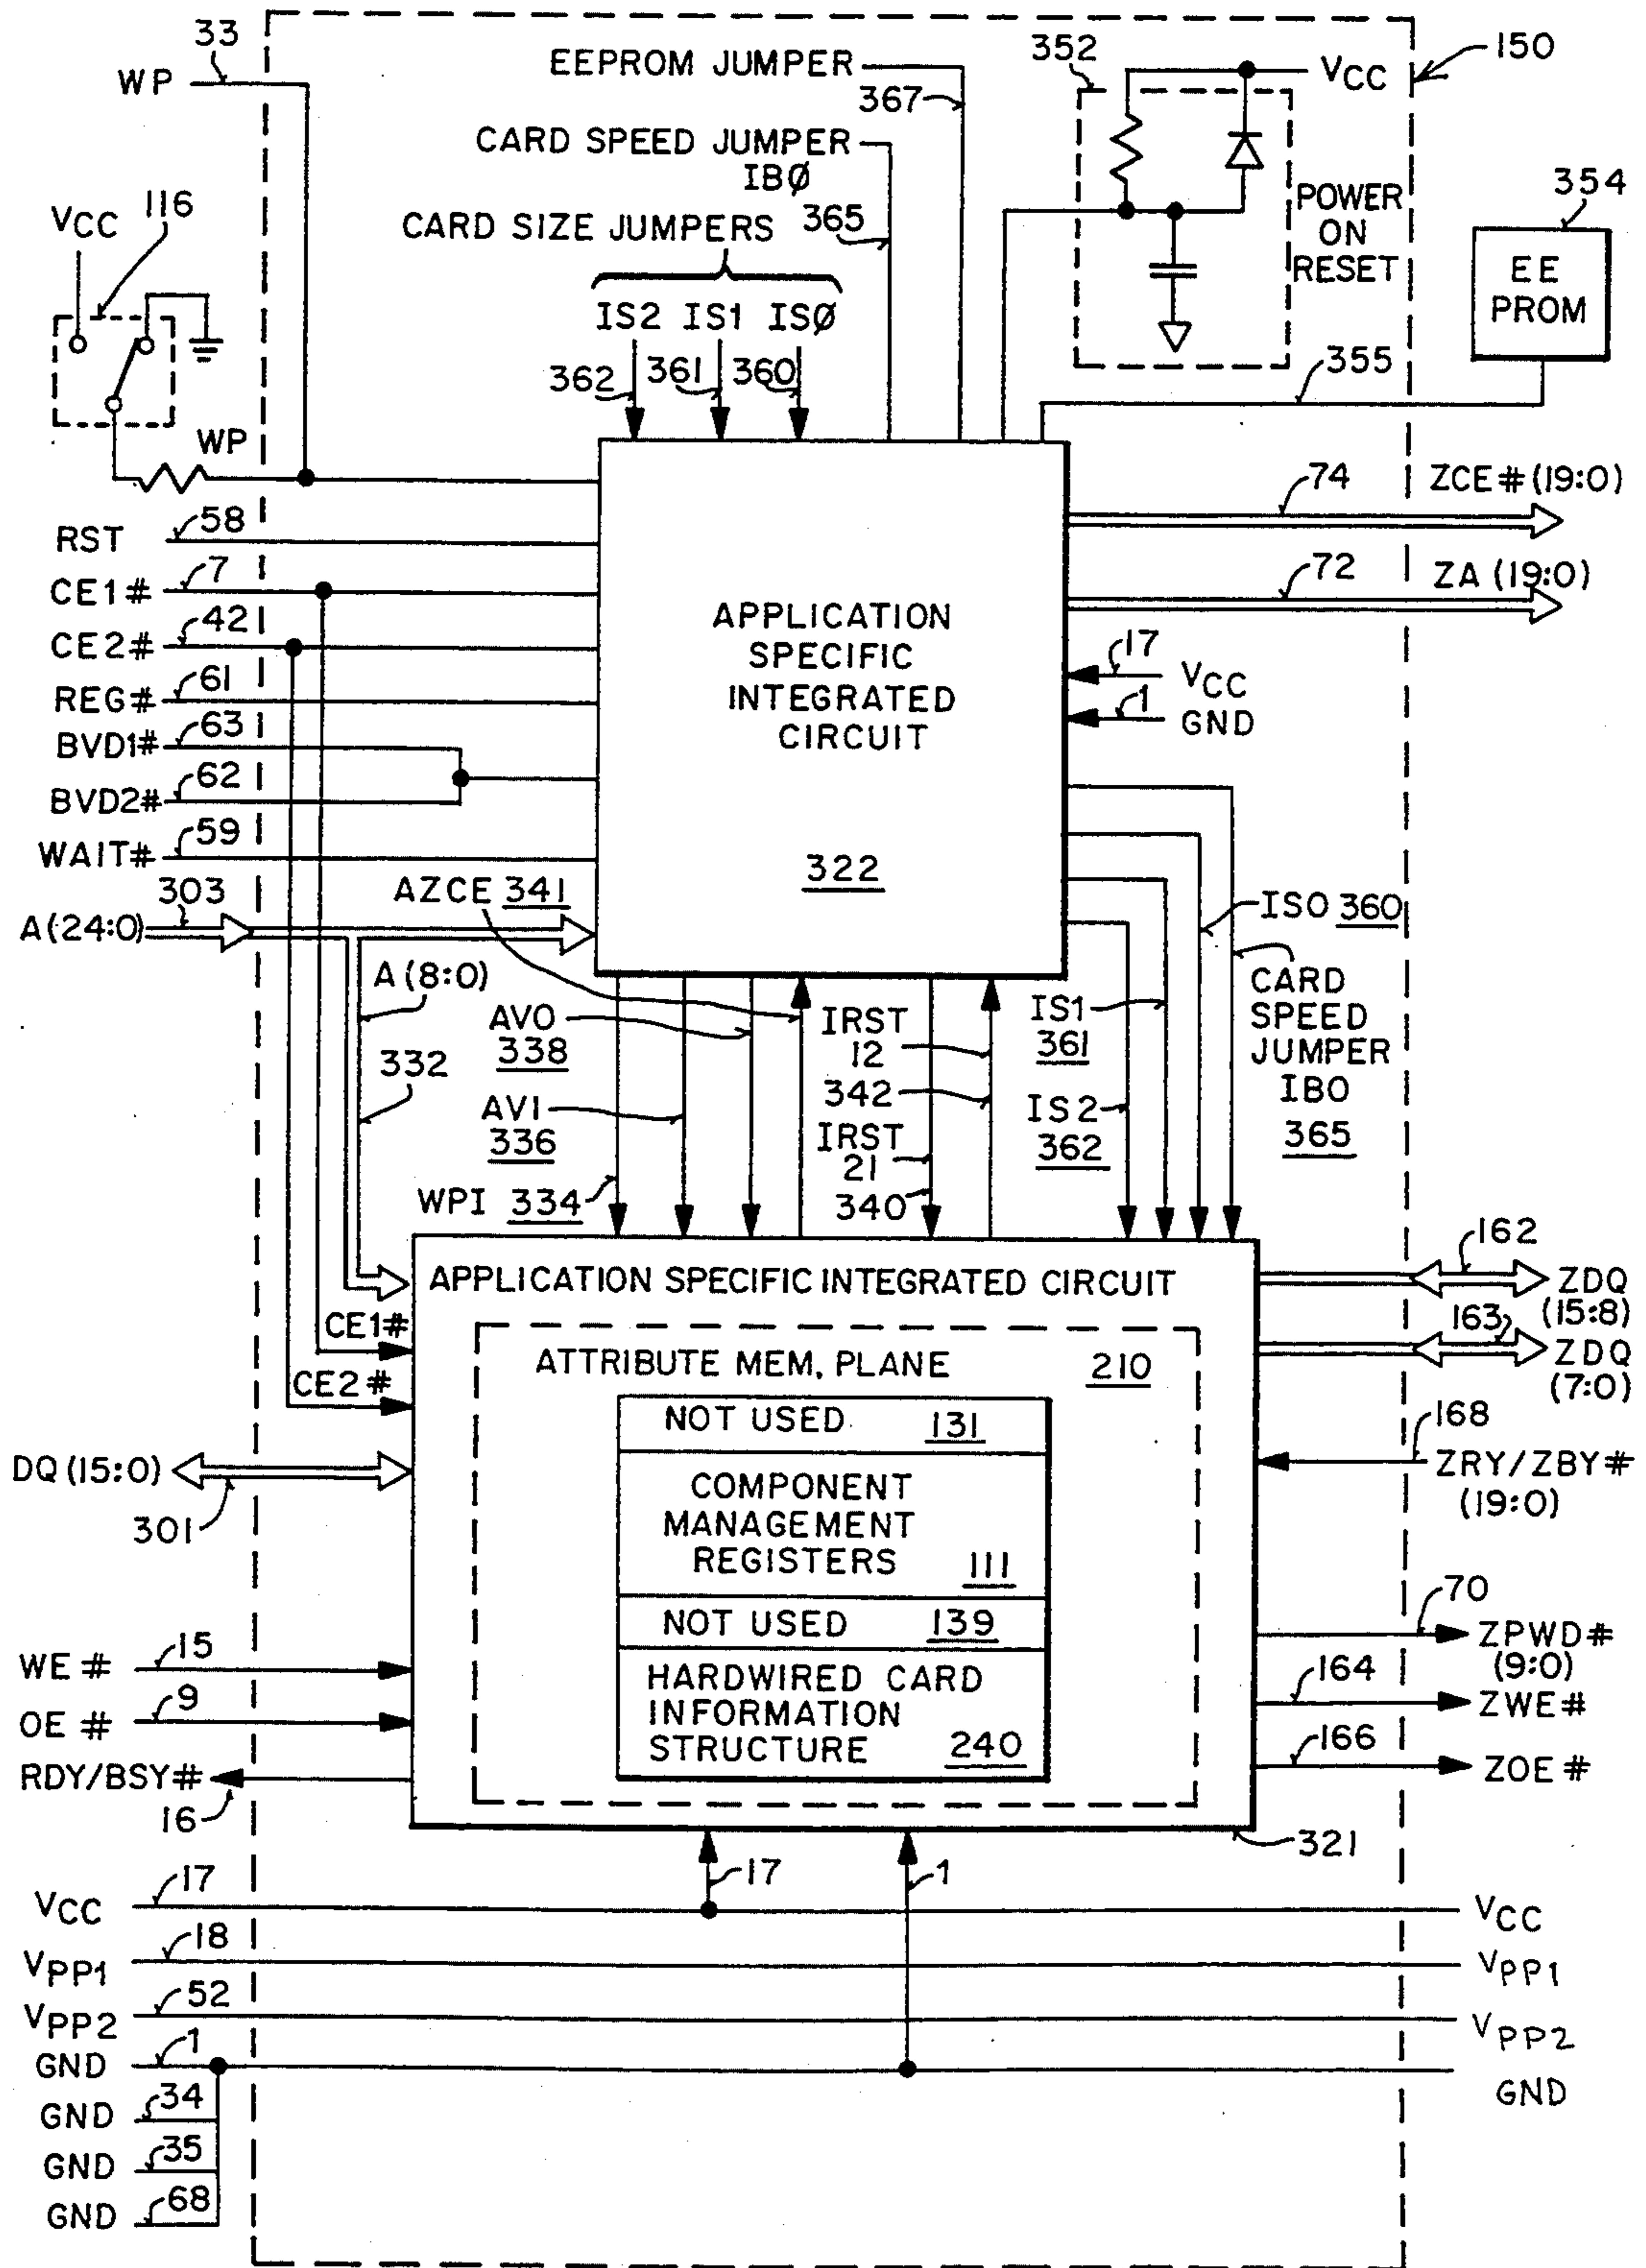 33
WP
EEPROM JUMPER
367
352
VCC
150
CARD SPEED JUMPER
IBØ
365
354
EE
PROM
VCC
116
CARD SIZE JUMPERS
IS2 IS1 ISØ
362
361
360
POWER
ON
RESET
355
WP
RST
58
CE1#
7
CE2#
42
REG#
61
BVD1#
63
BVD2#
62
WAIT#
59
A(24:0)
303
APPLICATION
SPECIFIC
INTEGRATED
CIRCUIT
322
74
ZCE#(19:0)
72
ZA (19:0)
17
VCC
1
GND
AZCE 341
A (8:0)
332
AVO
338
AVI
336
WPI 334
IRST
12
342
IRST
21
340
IS1
361
IS2
362
ISO 360
CARD
SPEED
JUMPER
IBO
365
APPLICATION SPECIFIC INTEGRATED CIRCUIT
CE1#
CE2#
ATTRIBUTE MEM, PLANE
210
NOT USED 131
COMPONENT
MANAGEMENT
REGISTERS 111
NOT USED 139
HARDWIRED CARD
INFORMATION
STRUCTURE 240
321
DQ (15:0)
301
WE #
15
OE #
9
RDY/BSY#
16
162
ZDQ
(15:8)
163
ZDQ
(7:0)
168
ZRY/ZBY#
(19:0)
70
ZPWD#
(9:0)
164
ZWE#
166
ZOE #
17
1
VCC
17
VCC
VPP1
18
VPP1
VPP2
52
VPP2
GND
1
GND
GND
34
GND
35
GND
68